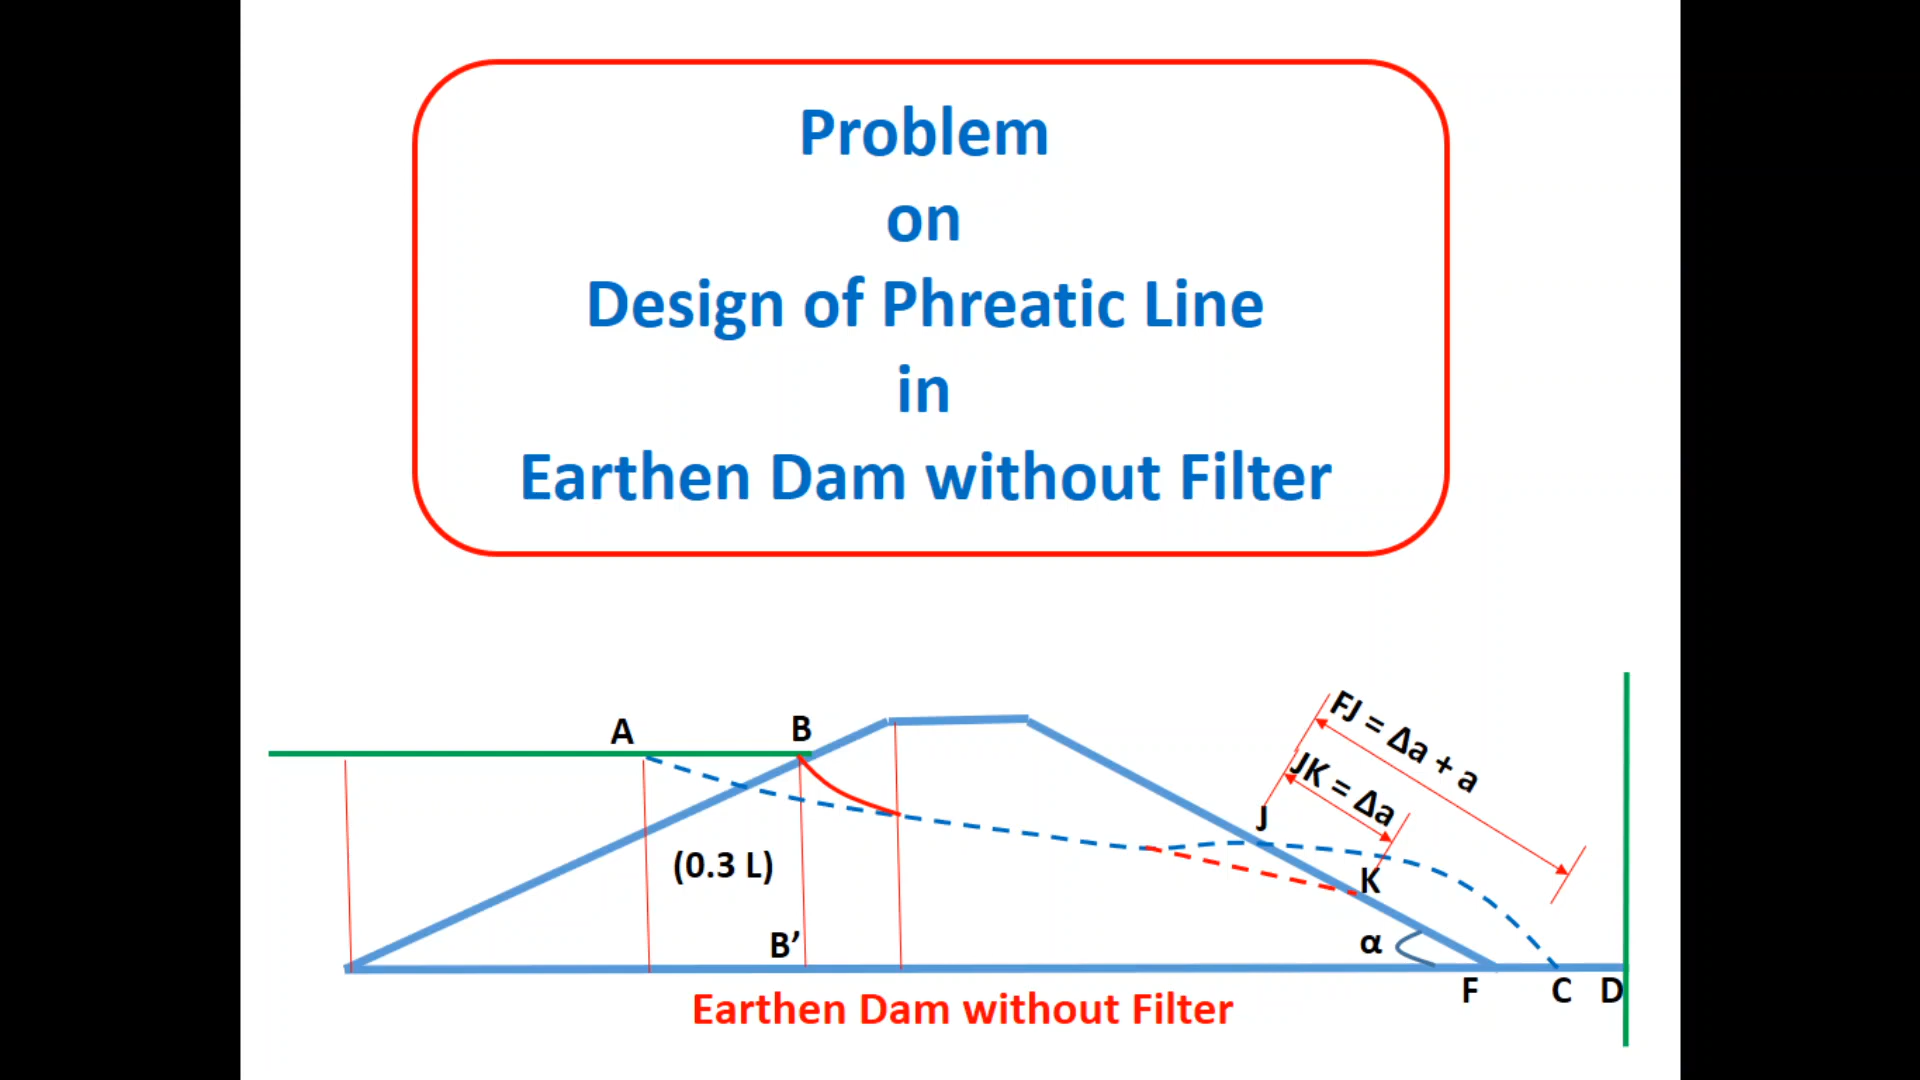 Problem
on
Design of Phreatic Line
in
Earthen Dam without Filter
FJ = Δa + a
JK = Δa
A
B
J
K
(0.3 L)
B’
α
F
C
D
Earthen Dam without Filter